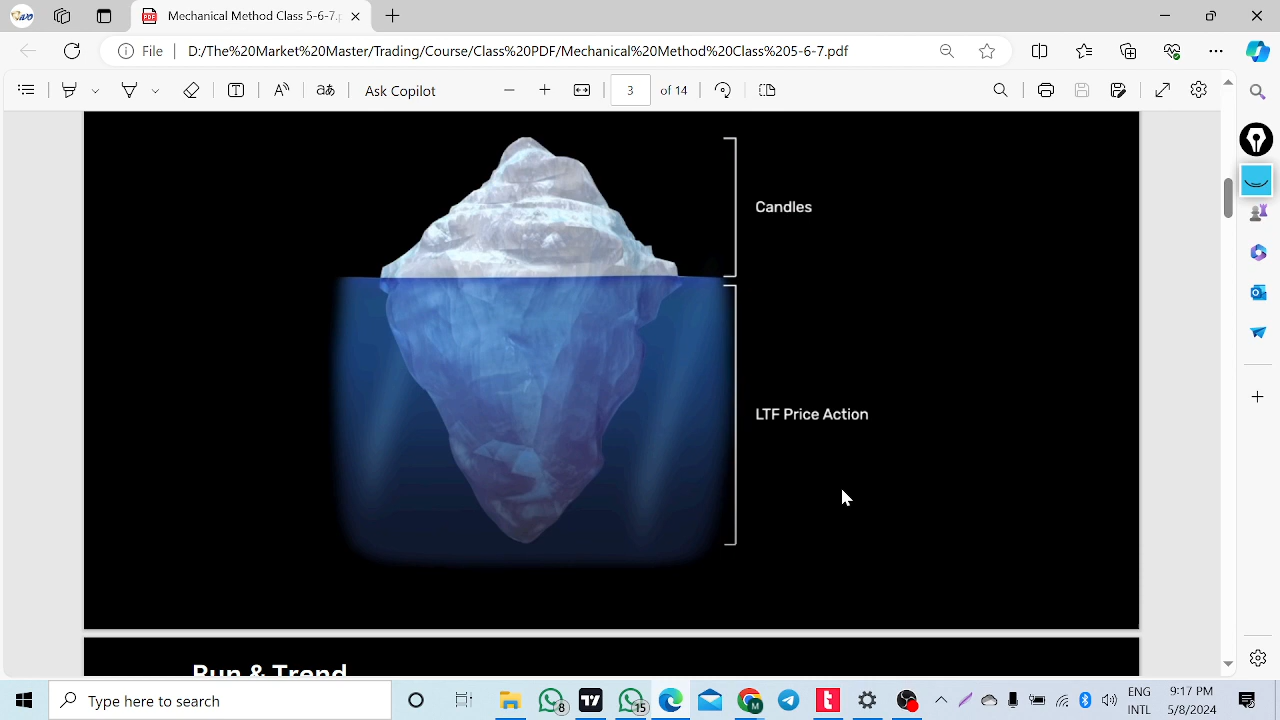 Mechanical Method Class 5-6-7.
File
D:/The%20Market%20Master/Trading/Course/Class%20PDF/Mechanical%20Method%20Class%205-6-7.pdf
Ask Copilot
3
of 14
Candles
LTF Price Action
Run & Trend
Type here to search
8
15
ENG
INTL
9:17 PM
5/8/2024